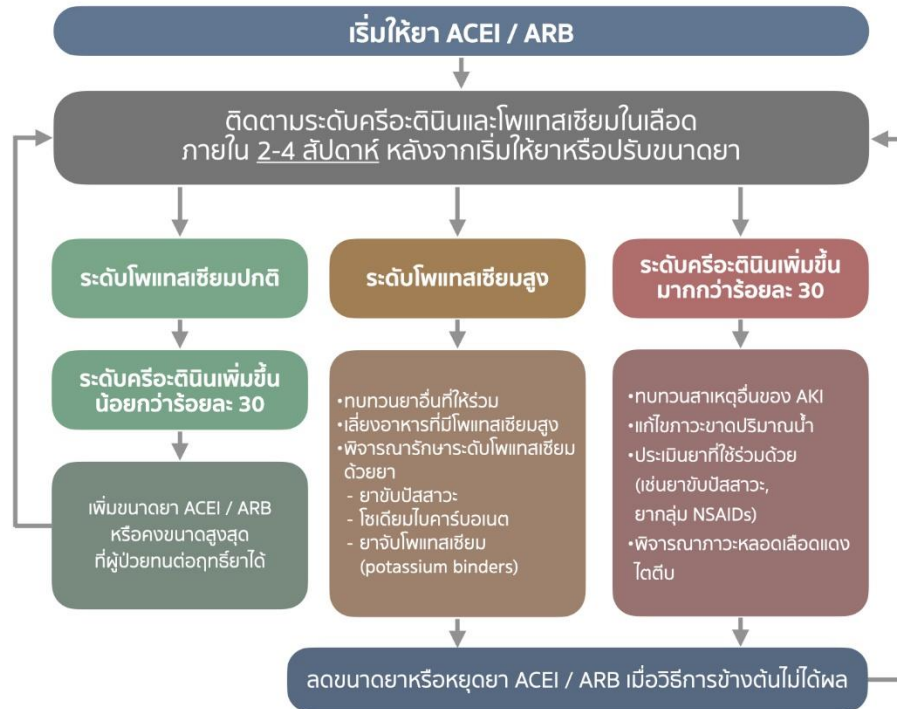 เริ่มให้ยา ACEI / ARB
ติดตามระดับครีอะตินินและโพแทสเซียมในเลือด
ภายใน 2-4 สัปดาห์ หลังจากเริ่มให้ยาหรือปรับขนาดยา
ระดับโพแทสเซียมปกติ
ระดับครีอะตินินเพิ่มขึ้น
น้อยกว่าร้อยละ 30
เพิ่มขนาดยา ACEI / ARB
หรือคงขนาดสูงสุด
ที่ผู้ป่วยทนต่อฤทธิ์ยาได้
ระดับโพแทสเซียมสูง
•ทบทวนยาอื่นที่ให้ร่วม
•เลี่ยงอาหารที่มีโพแทสเซียมสูง
•พิจารณารักษาระดับโพแทสเซียม
ด้วยยา
- ยาขับปัสสาวะ
- โซเดียมไบคาร์บอเนต
- ยาจับโพแทสเซียม
(potassium binders)
ระดับครีอะตินินเพิ่มขึ้น
มากกว่าร้อยละ 30
•ทบทวนสาเหตุอื่นของ AKI
•แก้ไขภาวะขาดปริมาณน้ำ
•ประเมินยาที่ใช้ร่วมด้วย
(เช่นยาขับปัสสาวะ,
ยากลุ่ม NSAIDs)
•พิจารณาภาวะหลอดเลือดแดง
ไตตีบ
ลดขนาดยาหรือหยุดยา ACEI / ARB เมื่อวิธีการข้างต้นไม่ได้ผล